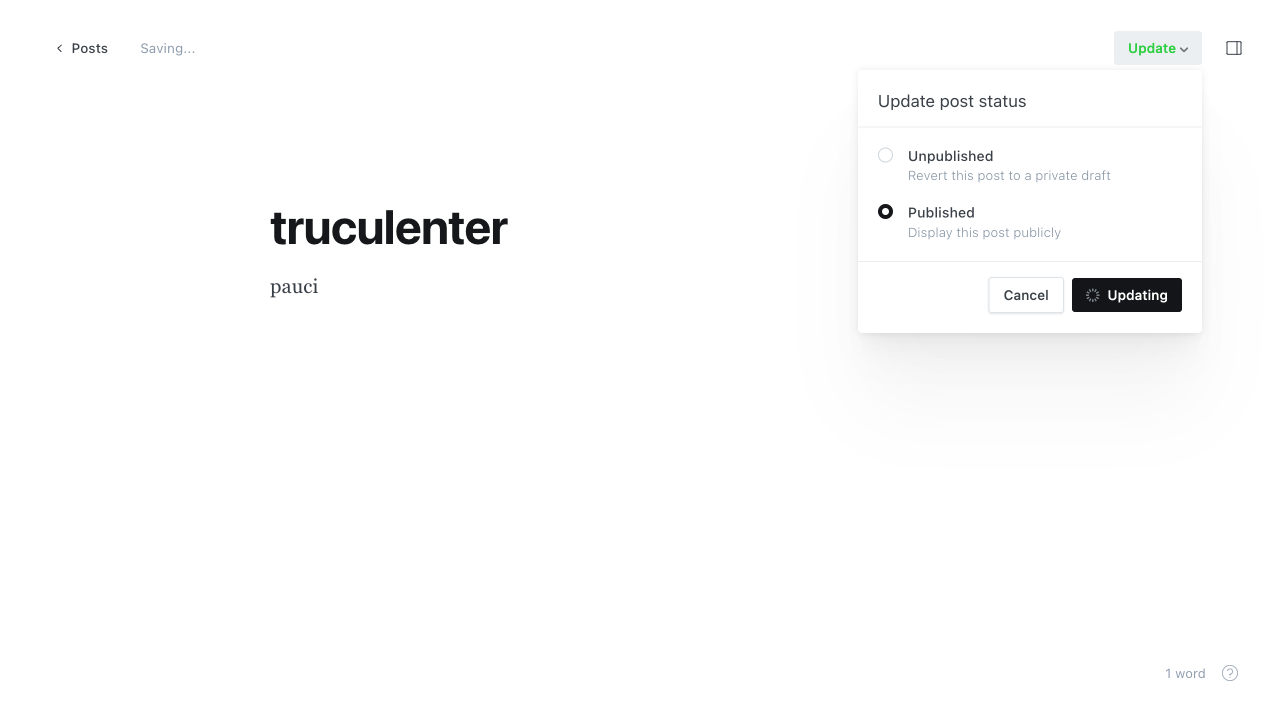 Posts
Saving...
Update
Update post status
Unpublished
Revert this post to a private draft
Published
Display this post publicly
Cancel
Updating
truculenter
pauci
1 word
?